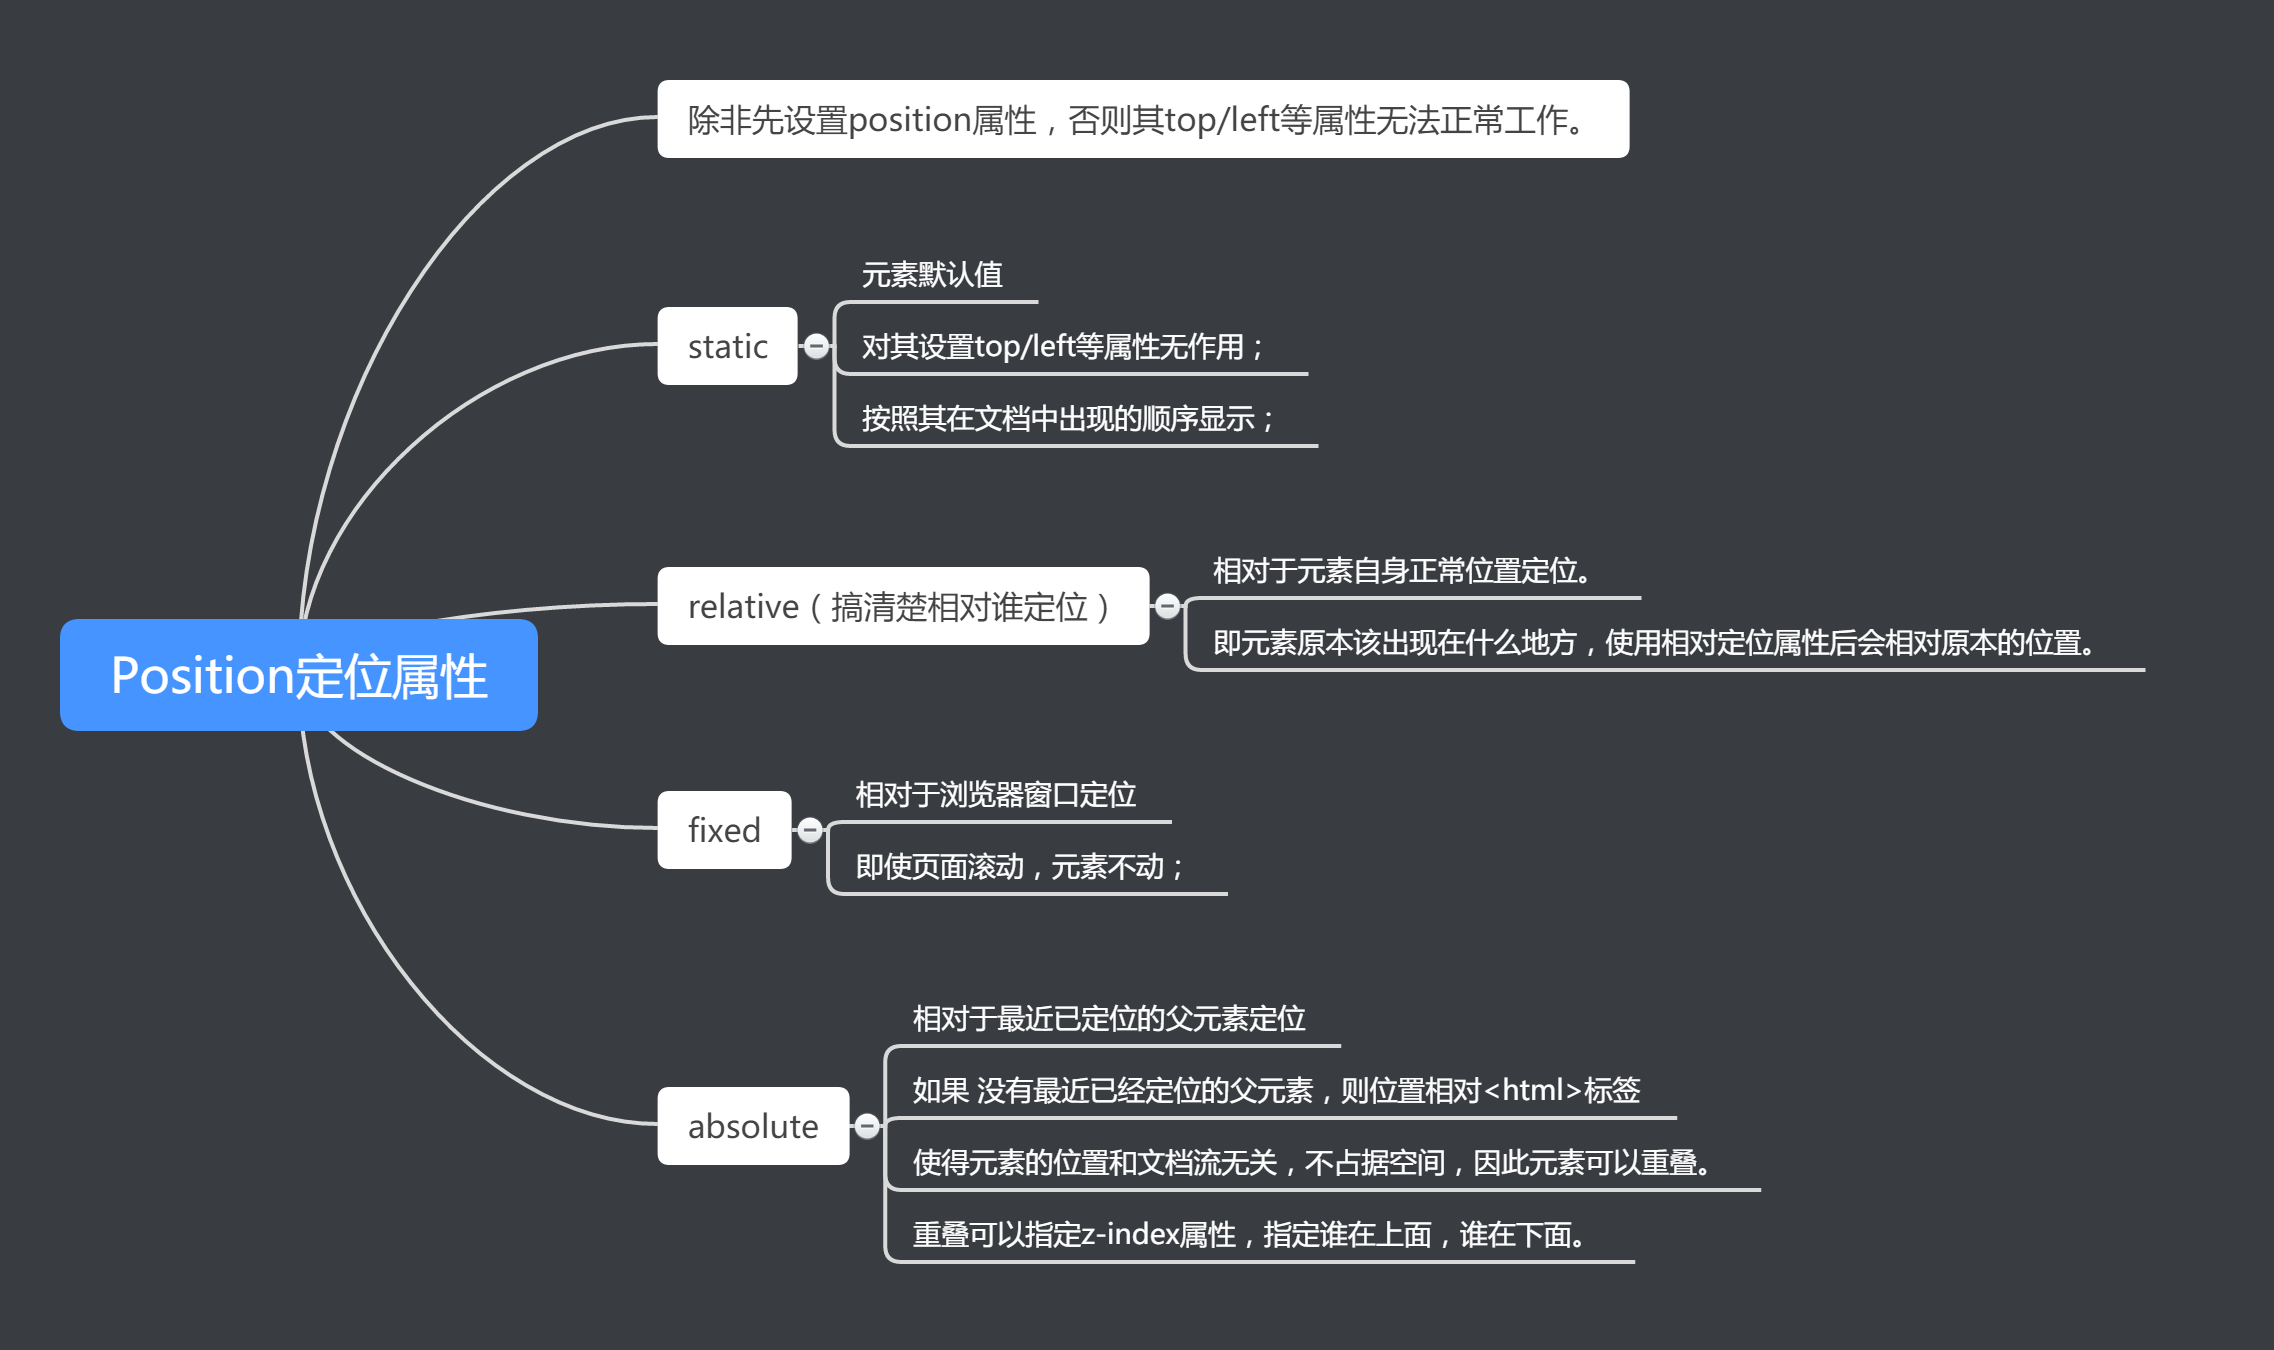 除非先设置position属性，否则其top/left等属性无法正常工作。
元素默认值
static
对其设置top/left等属性无作用；
按照其在文档中出现的顺序显示；
relative（搞清楚相对谁定位）
相对于元素自身正常位置定位。
即元素原本该出现在什么地方，使用相对定位属性后会相对原本的位置。
Position定位属性
fixed
相对于浏览器窗口定位
即使页面滚动，元素不动；
absolute
相对于最近已定位的父元素定位
如果 没有最近已经定位的父元素，则位置相对<html>标签
使得元素的位置和文档流无关，不占据空间，因此元素可以重叠。
重叠可以指定z-index属性，指定谁在上面，谁在下面。